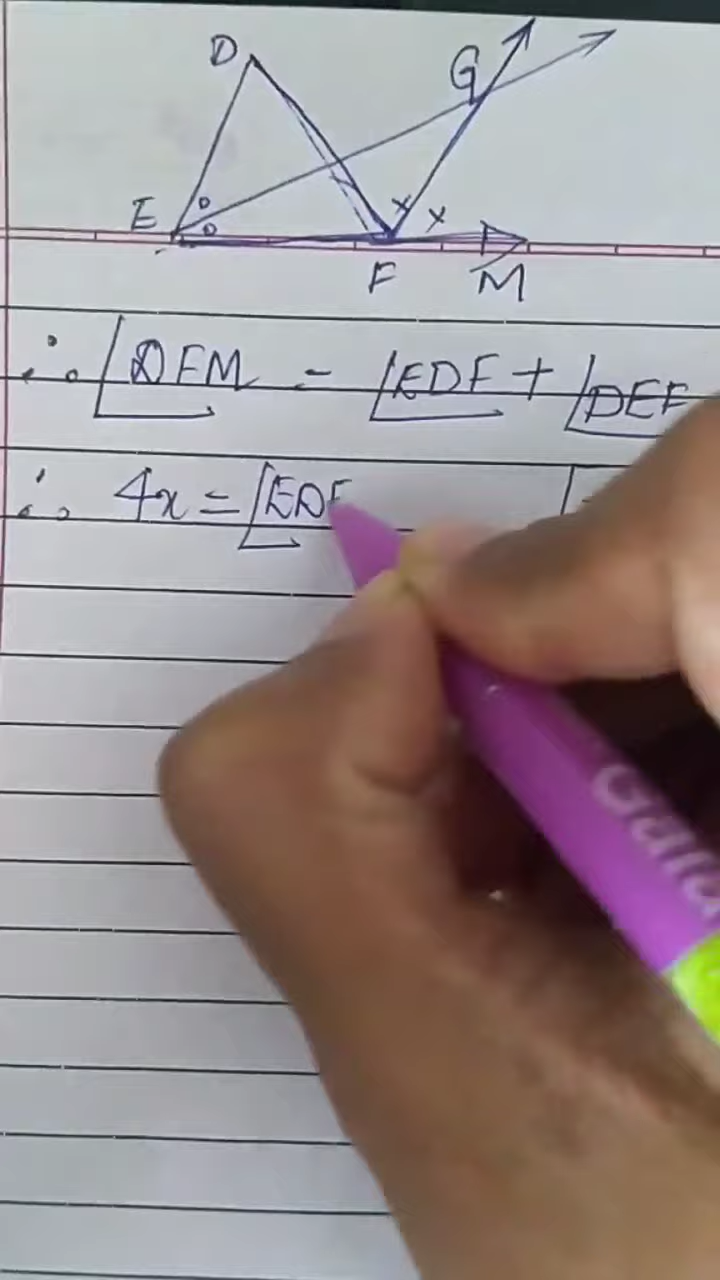 D
G
E
o
o
x
x
F
M
∴ ∠DFM = ∠EDF + ∠DEF
∴ 4x = ∠EDF